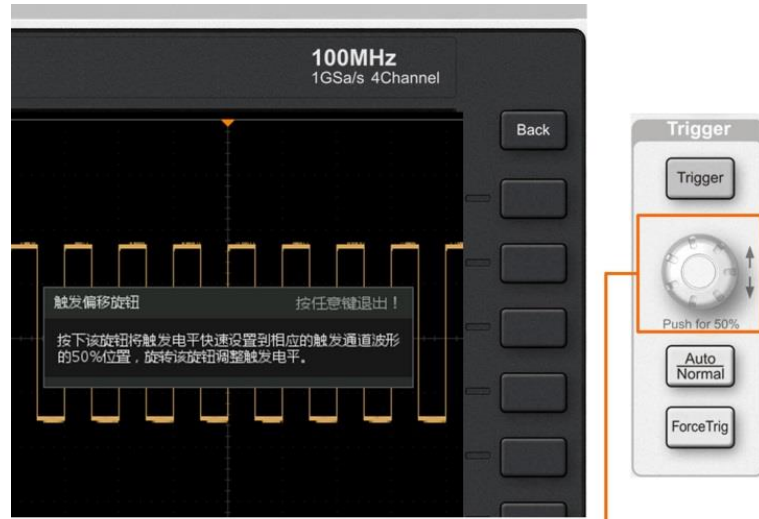 100MHz
1GSa/s 4Channel
Back
触发偏移旋钮 按任意键退出！
按下该旋钮将触发电平快速设置到相应的触发通道波形
的50%位置，旋转该旋钮调整触发电平。
Trigger
Trigger
Push for 50%
Auto
Normal
ForceTrig